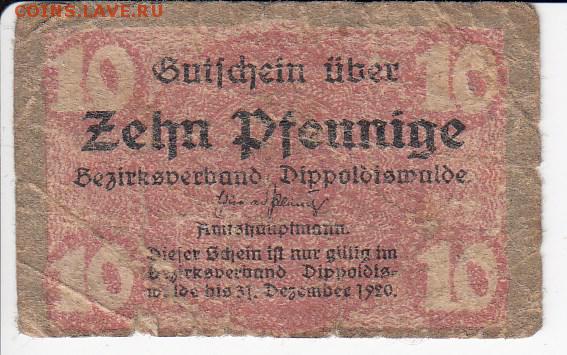 COINS.LAVE.RU
10 10
Gutschein über
Zehn Pfennige
Bezirksverband Dippoldiswalde.
Amtshauptmann.
Dieser Schein ist nur gültig im
Bezirksverband Dippoldis-
walde bis 31. Dezember 1920.
10 10